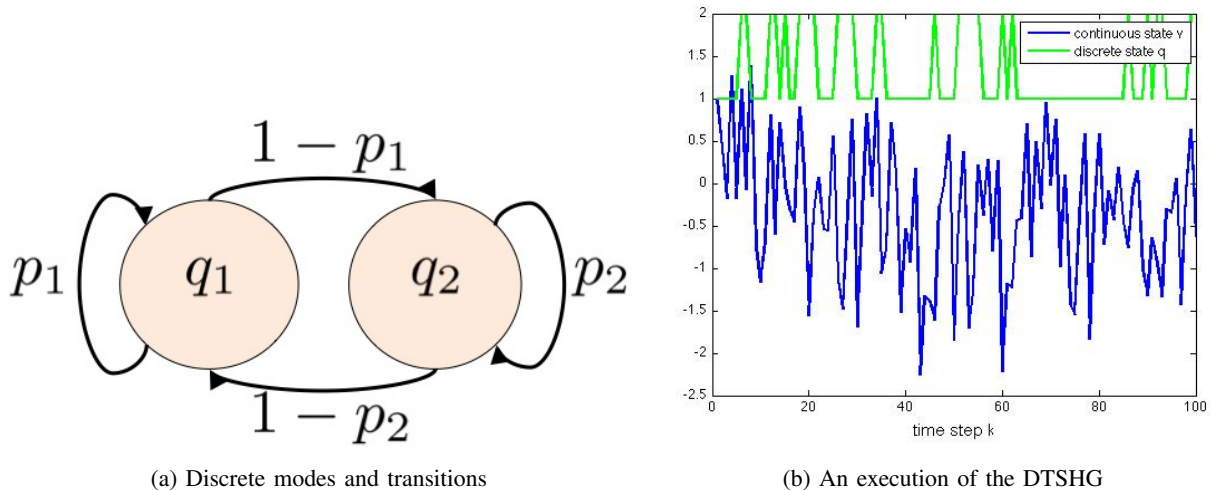 1 − p₁
p₁
q₁
q₂
p₂
1 − p₂
(a) Discrete modes and transitions
2
1.5
1
0.5
0
-0.5
-1
-1.5
-2
-2.5
continuous state v
discrete state q
0 20 40 60 80 100
time step k
(b) An execution of the DTSHG